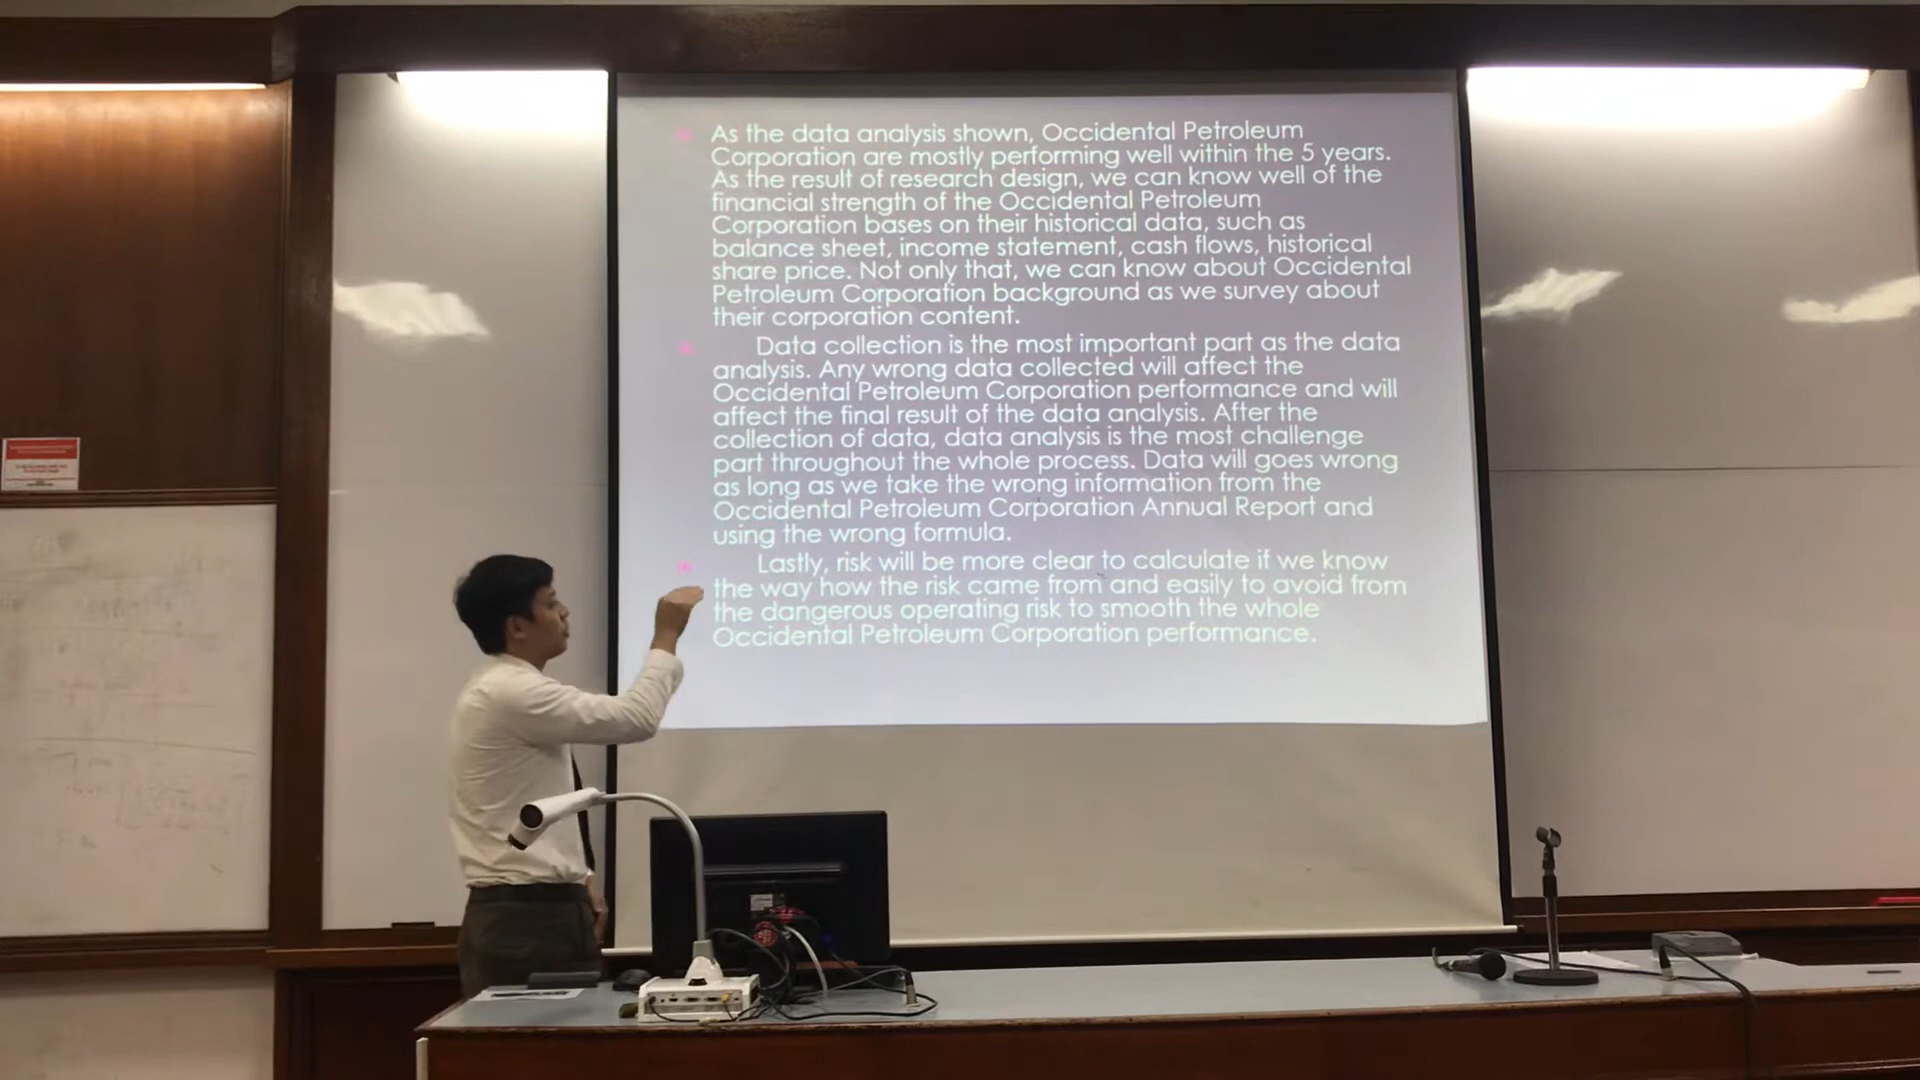 As the data analysis shown, Occidental Petroleum
Corporation are mostly performing well within the 5 years.
As the result of research design, we can know well of the
financial strength of the Occidental Petroleum
Corporation bases on their historical data, such as
balance sheet, income statement, cash flows, historical
share price. Not only that, we can know about Occidental
Petroleum Corporation background as we survey about
their corporation content.
Data collection is the most important part as the data
analysis. Any wrong data collected will affect the
Occidental Petroleum Corporation performance and will
affect the final result of the data analysis. After the
collection of data, data analysis is the most challenge
part throughout the whole process. Data will goes wrong
as long as we take the wrong information from the
Occidental Petroleum Corporation Annual Report and
using the wrong formula.
Lastly, risk will be more clear to calculate if we know
the way how the risk came from and easily to avoid from
the dangerous operating risk to smooth the whole
Occidental Petroleum Corporation performance.